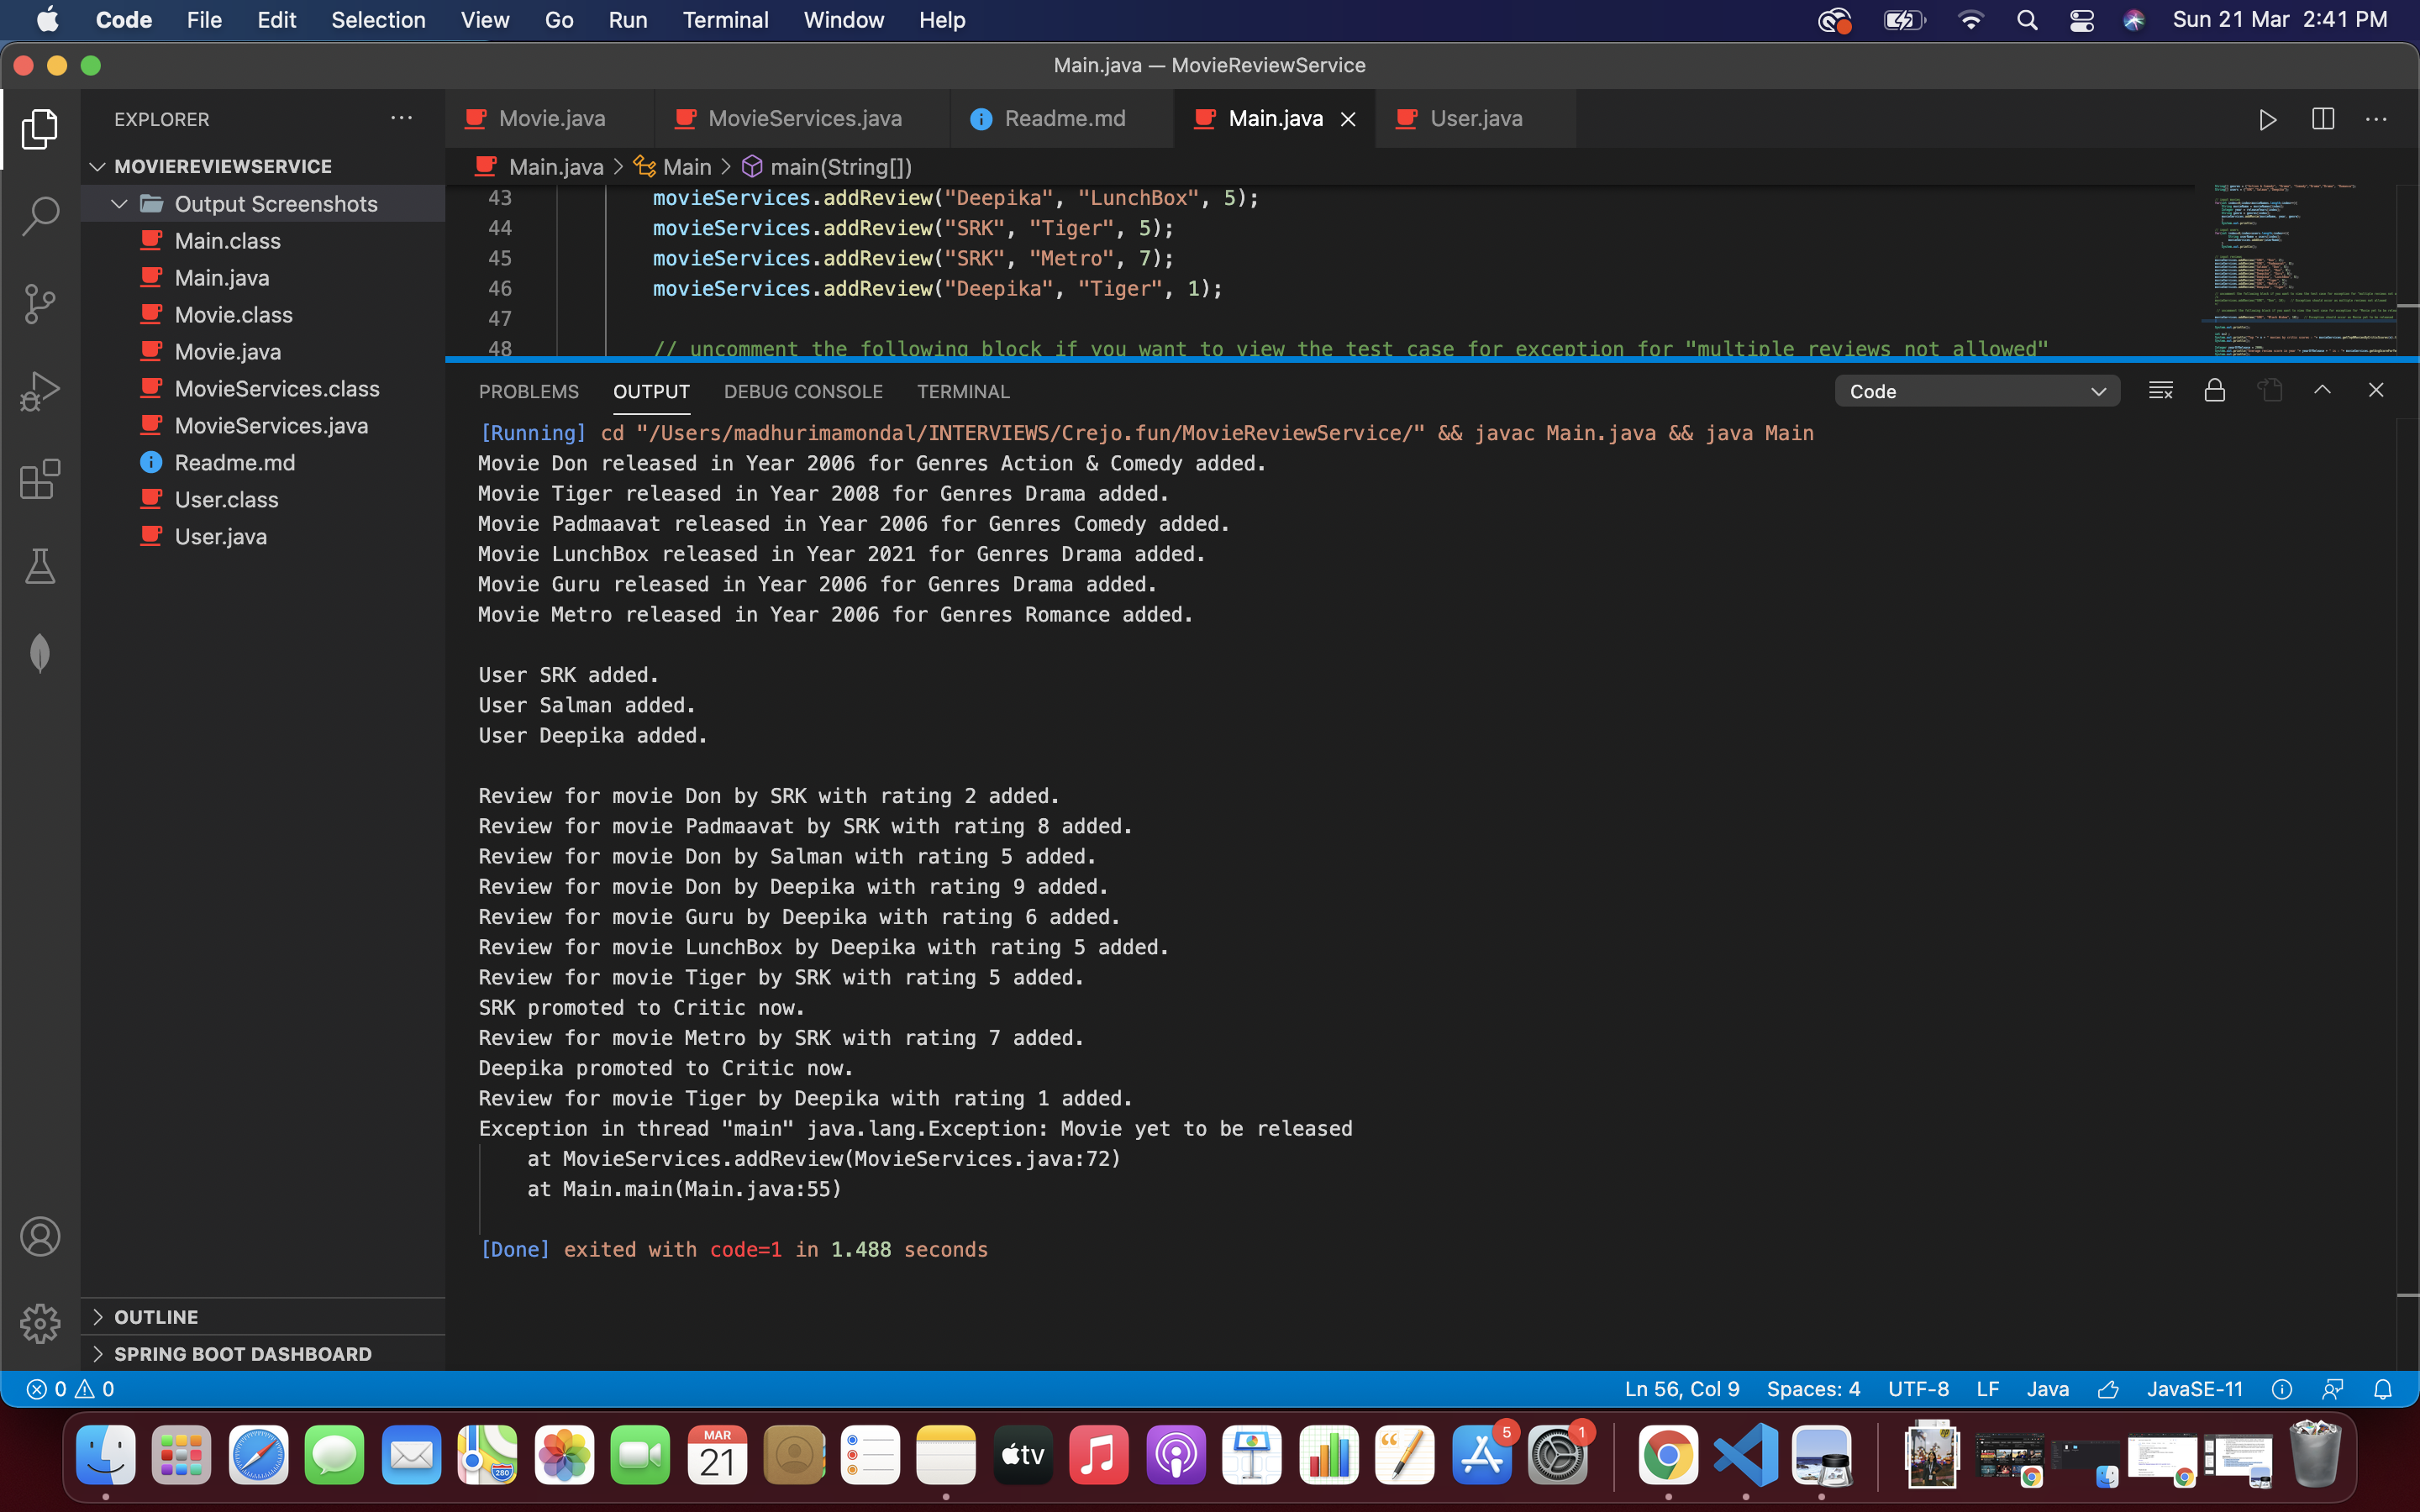 Code File Edit Selection View Go Run Terminal Window Help Sun 21 Mar 2:41 PM
Main.java — MovieReviewService
EXPLORER
MOVIEREVIEWSERVICE
Output Screenshots
Main.class
Main.java
Movie.class
Movie.java
MovieServices.class
MovieServices.java
Readme.md
User.class
User.java
OUTLINE
SPRING BOOT DASHBOARD
Movie.java MovieServices.java Readme.md Main.java User.java
Main.java > Main > main(String[])
43 movieServices.addReview("Deepika", "LunchBox", 5);
44 movieServices.addReview("SRK", "Tiger", 5);
45 movieServices.addReview("SRK", "Metro", 7);
46 movieServices.addReview("Deepika", "Tiger", 1);
47
48 // uncomment the following block if you want to view the test case for exception for "multiple reviews not allowed"
PROBLEMS OUTPUT DEBUG CONSOLE TERMINAL Code
[Running] cd "/Users/madhurimamondal/INTERVIEWS/Crejo.fun/MovieReviewService/" && javac Main.java && java Main
Movie Don released in Year 2006 for Genres Action & Comedy added.
Movie Tiger released in Year 2008 for Genres Drama added.
Movie Padmaavat released in Year 2006 for Genres Comedy added.
Movie LunchBox released in Year 2021 for Genres Drama added.
Movie Guru released in Year 2006 for Genres Drama added.
Movie Metro released in Year 2006 for Genres Romance added.
User SRK added.
User Salman added.
User Deepika added.
Review for movie Don by SRK with rating 2 added.
Review for movie Padmaavat by SRK with rating 8 added.
Review for movie Don by Salman with rating 5 added.
Review for movie Don by Deepika with rating 9 added.
Review for movie Guru by Deepika with rating 6 added.
Review for movie LunchBox by Deepika with rating 5 added.
Review for movie Tiger by SRK with rating 5 added.
SRK promoted to Critic now.
Review for movie Metro by SRK with rating 7 added.
Deepika promoted to Critic now.
Review for movie Tiger by Deepika with rating 1 added.
Exception in thread "main" java.lang.Exception: Movie yet to be released
at MovieServices.addReview(MovieServices.java:72)
at Main.main(Main.java:55)
[Done] exited with code=1 in 1.488 seconds
0 0 Ln 56, Col 9 Spaces: 4 UTF-8 LF Java JavaSE-11
280 MAR 21 tv 5 1